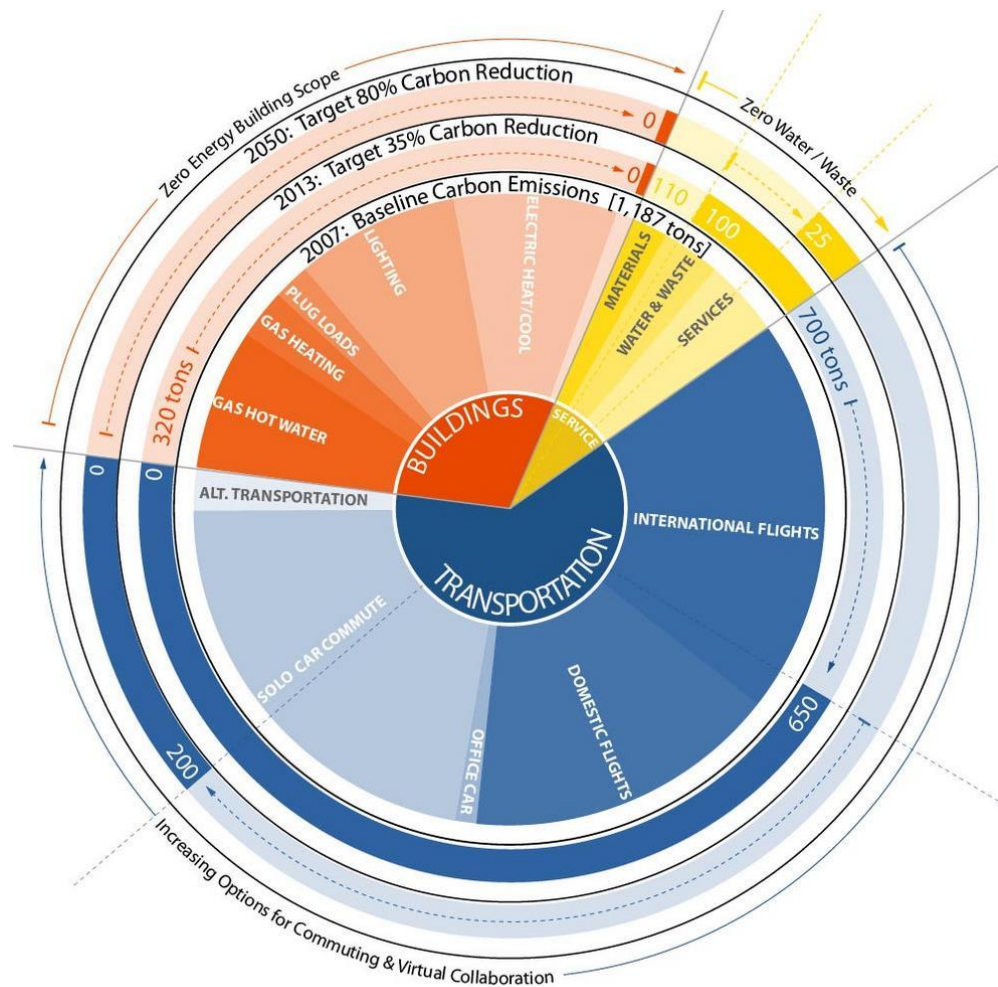 Zero Energy Building Scope
2050: Target 80% Carbon Reduction
0
2013: Target 35% Carbon Reduction
0
2007: Baseline Carbon Emissions [1,187 tons]
Zero Water / Waste
110
100
25
320 tons
700 tons
LIGHTING
ELECTRIC HEAT/COOL
PLUG LOADS
GAS HEATING
GAS HOT WATER
MATERIALS
WATER & WASTE
SERVICES
BUILDINGS
SERVICE
TRANSPORTATION
0
0
ALT. TRANSPORTATION
INTERNATIONAL FLIGHTS
SOLO CAR COMMUTE
OFFICE CAR
DOMESTIC FLIGHTS
650
200
Increasing Options for Commuting & Virtual Collaboration